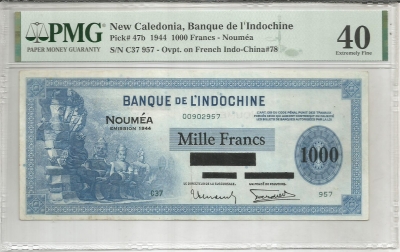 PMG
PAPER MONEY GUARANTY
New Caledonia, Banque de l'Indochine
Pick# 47b 1944 1000 Francs - Nouméa
S/N C37 957 - Ovpt. on French Indo-China#78
40
Extremely Fine
BANQUE DE L'INDOCHINE
00902957
NOUMÉA
EMISSION 1944
Mille Francs
1000
C37
957